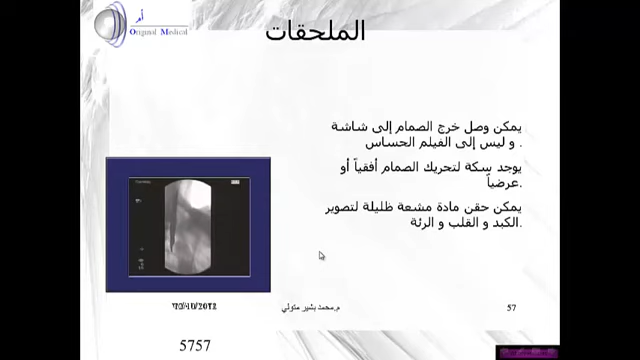 أم
Original Medical
الملحقات
يمكن وصل خرج الصمام إلى شاشة
و ليس إلى الفيلم الحساس .
يوجد سكة لتحريك الصمام أفقياً أو
عرضياً.
يمكن حقن مادة مشعة ظليلة لتصوير
الكبد و القلب و الرئة.
م.محمد بشير متولي
57
5757